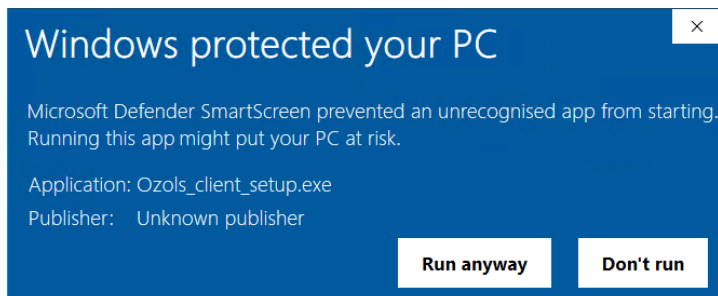 Windows protected your PC
Microsoft Defender SmartScreen prevented an unrecognised app from starting.
Running this app might put your PC at risk.
Application: Ozols_client_setup.exe
Publisher: Unknown publisher
Run anyway Don't run